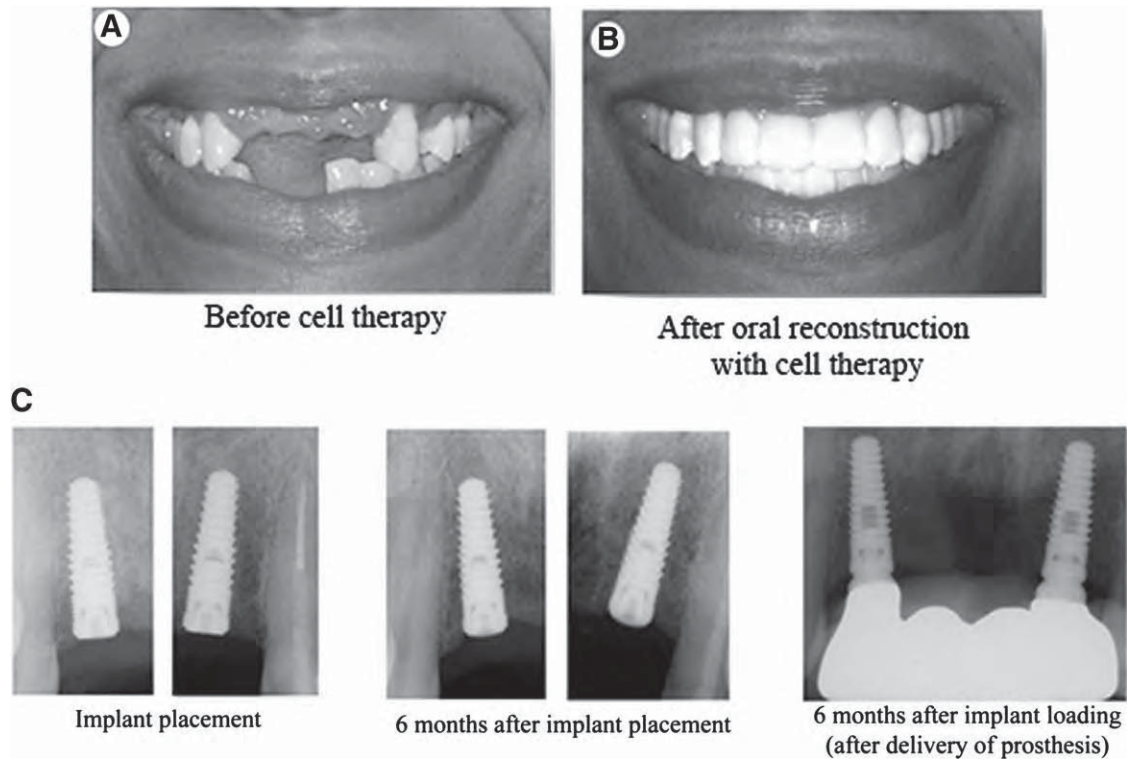 A
B
Before cell therapy
After oral reconstruction
with cell therapy
C
Implant placement
6 months after implant placement
6 months after implant loading
(after delivery of prosthesis)